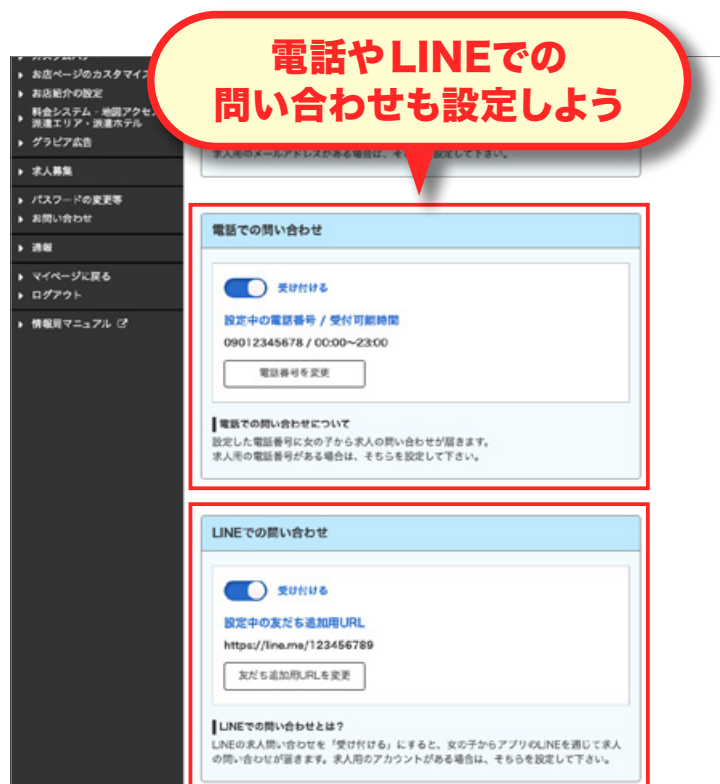 電話やLINEでの
問い合わせも設定しよう
お店ページのカスタマイズ
お店紹介の設定
料金システム・地図アクセス
派遣エリア・派遣ホテル
グラビア広告
求人募集
パスワードの変更等
お問い合わせ
通報
マイページに戻る
ログアウト
情報局マニュアル
求人用のメールアドレスがある場合は、そちらを設定して下さい。
電話での問い合わせ
受け付ける
設定中の電話番号 / 受付可能時間
09012345678 / 00:00〜23:00
電話番号を変更
電話での問い合わせについて
設定した電話番号に女の子から求人の問い合わせが届きます。
求人用の電話番号がある場合は、そちらを設定して下さい。
LINEでの問い合わせ
受け付ける
設定中の友だち追加用URL
https://line.me/123456789
友だち追加用URLを変更
LINEでの問い合わせとは？
LINEの求人問い合わせを「受け付ける」にすると、女の子からアプリのLINEを通じて求人
の問い合わせが届きます。求人用のアカウントがある場合は、そちらを設定して下さい。